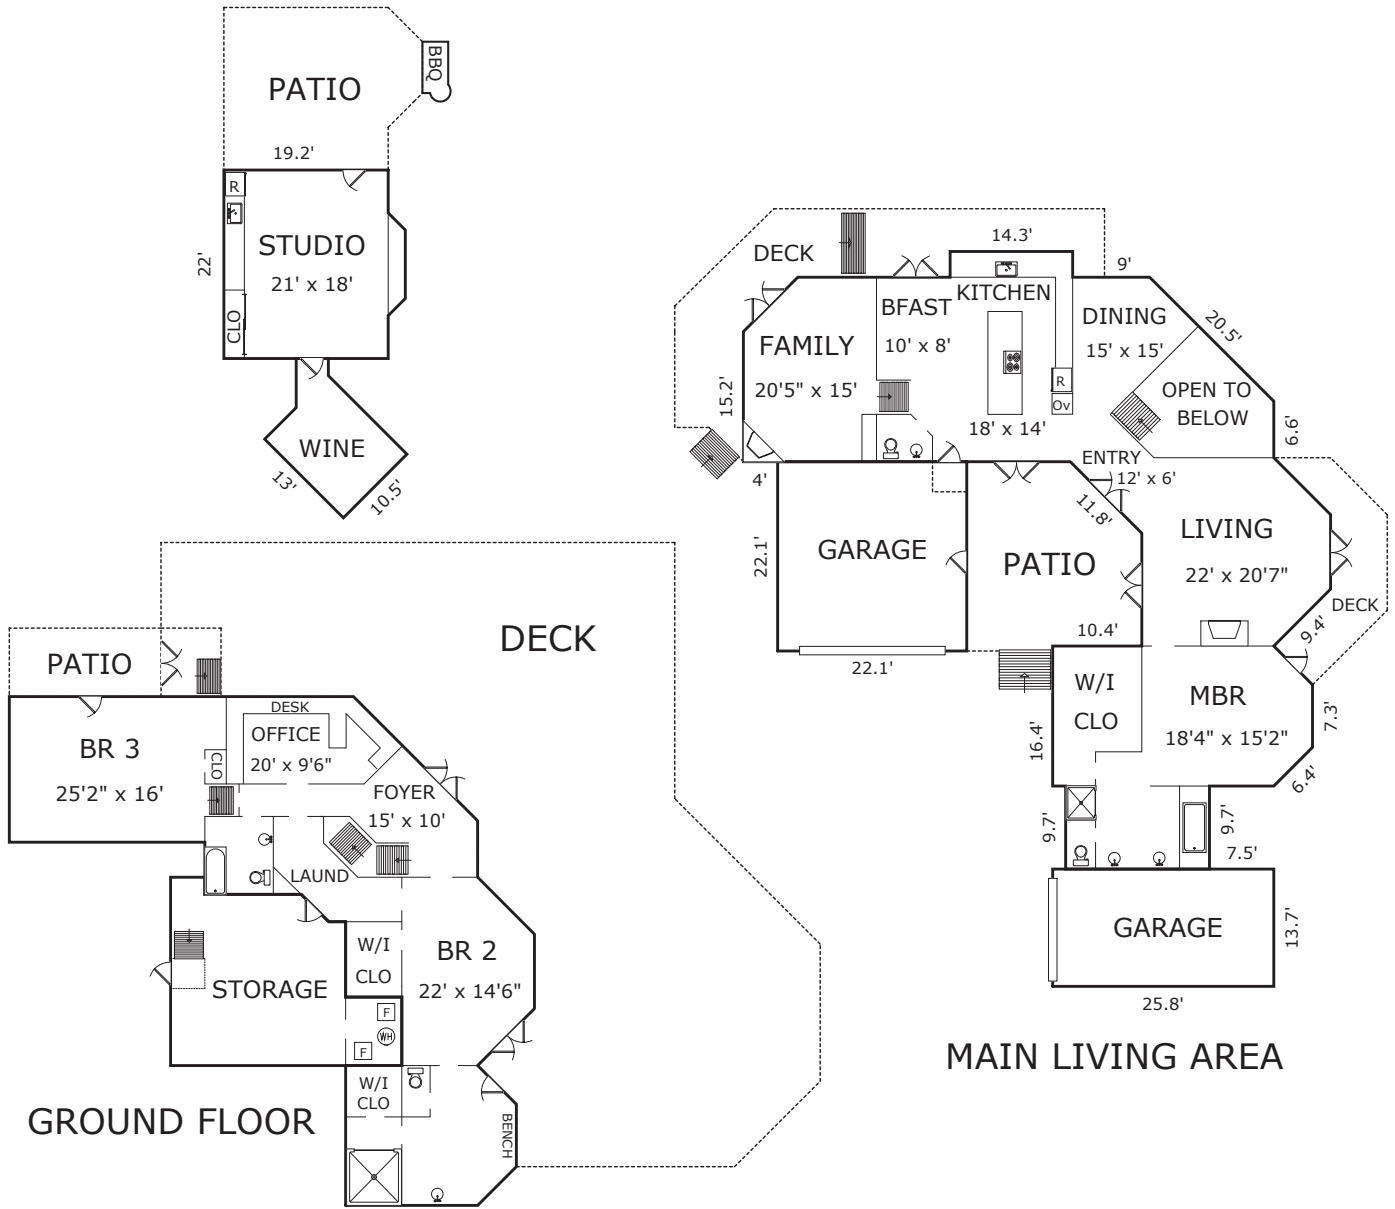 PATIO
BBQ
19.2'
R
STUDIO
21' x 18'
22'
CLO
WINE
13'
10.5'
DECK
PATIO
BR 3
25'2" x 16'
CLO
DESK
OFFICE
20' x 9'6"
FOYER
15' x 10'
LAUND
W/I
CLO
BR 2
22' x 14'6"
STORAGE
F
WH
F
W/I
CLO
BENCH
GROUND FLOOR
DECK
14.3'
9'
KITCHEN
BFAST
10' x 8'
DINING
15' x 15'
20.5'
FAMILY
20'5" x 15'
15.2'
R
Ov
18' x 14'
OPEN TO
BELOW
6.6'
ENTRY
12' x 6'
4'
11.8'
GARAGE
22.1'
22.1'
PATIO
10.4'
LIVING
22' x 20'7"
DECK
9.4'
W/I
CLO
MBR
18'4" x 15'2"
16.4'
7.3'
6.4'
9.7'
9.7'
7.5'
GARAGE
13.7'
25.8'
MAIN LIVING AREA